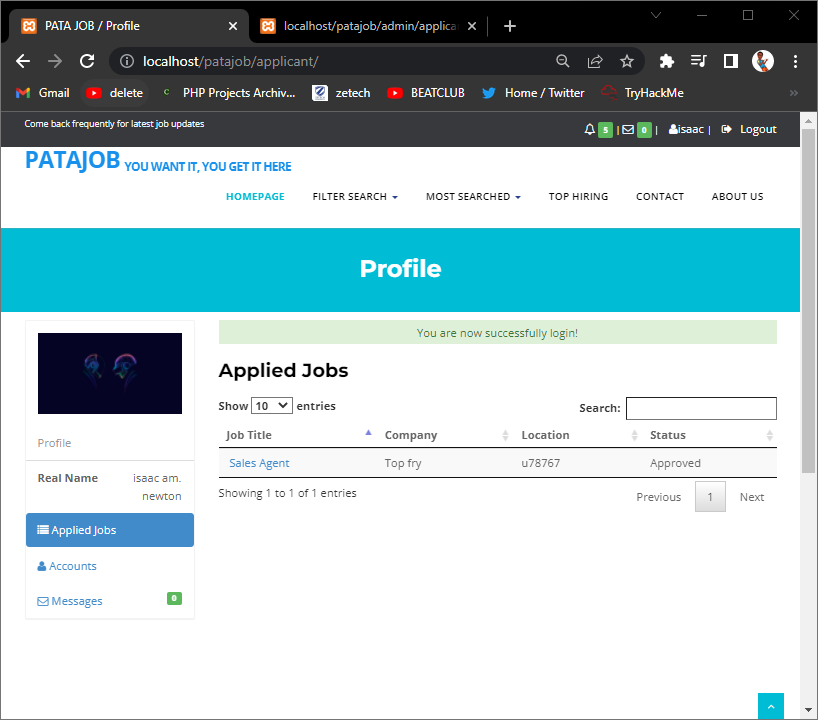 PATA JOB / Profile
localhost/patajob/admin/applican
localhost/patajob/applicant/
Gmail
delete
PHP Projects Archiv...
zetech
BEATCLUB
Home / Twitter
TryHackMe
Come back frequently for latest job updates
5 | 0 | isaac | Logout
PATAJOB YOU WANT IT, YOU GET IT HERE
HOMEPAGE FILTER SEARCH MOST SEARCHED TOP HIRING CONTACT ABOUT US
Profile
You are now successfully login!
Applied Jobs
Show 10 entries
Search:
Job Title Company Location Status
Sales Agent Top fry u78767 Approved
Showing 1 to 1 of 1 entries
Previous 1 Next
Profile
Real Name isaac am.
newton
Applied Jobs
Accounts
Messages 0